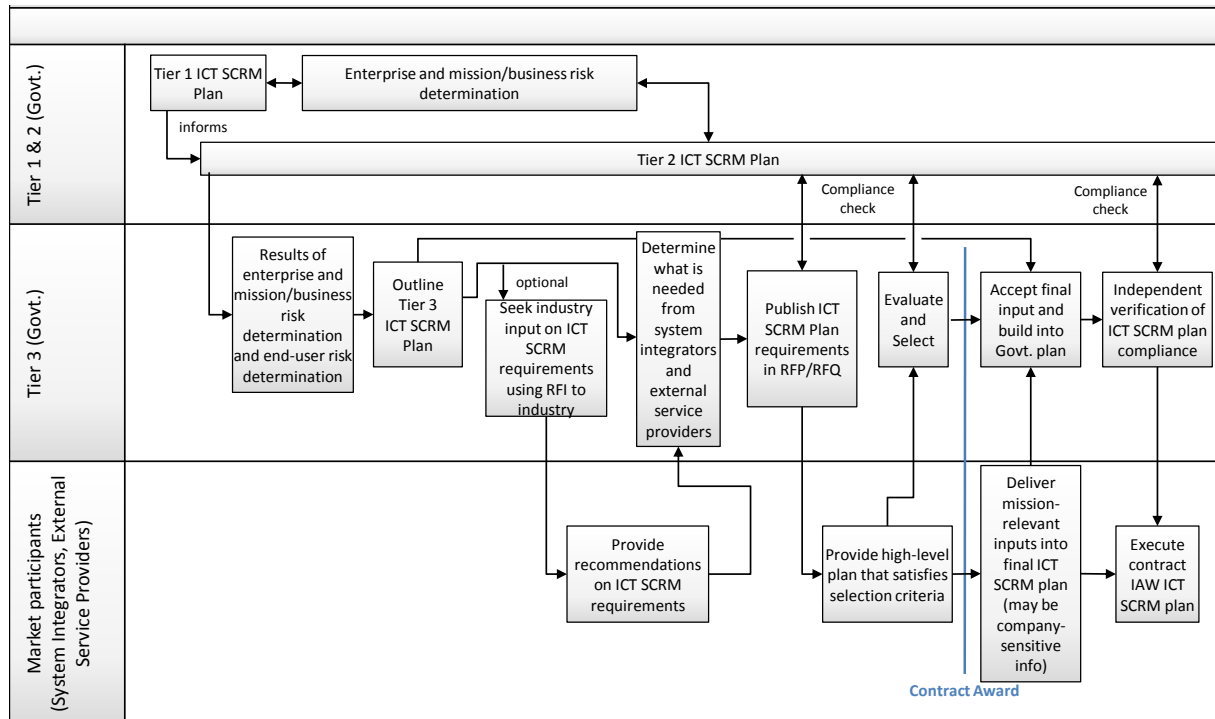 Tier 1 & 2 (Govt.)
Tier 1 ICT SCRM
Plan
Enterprise and mission/business risk
determination
informs
Tier 2 ICT SCRM Plan
Compliance
check
Compliance
check
Tier 3 (Govt.)
Results of
enterprise and
mission/business
risk
determination
and end-user risk
determination
Outline
Tier 3
ICT SCRM
Plan
optional
Seek industry
input on ICT
SCRM
requirements
using RFI to
industry
Determine
what is
needed
from
system
integrators
and
external
service
providers
Publish ICT
SCRM Plan
requirements
in RFP/RFQ
Evaluate
and
Select
Accept final
input and
build into
Govt. plan
Independent
verification of
ICT SCRM plan
compliance
Market participants
(System Integrators, External
Service Providers)
Provide
recommendations
on ICT SCRM
requirements
Provide high-level
plan that satisfies
selection criteria
Deliver
mission-
relevant
inputs into
final ICT
SCRM plan
(may be
company-
sensitive
info)
Execute
contract
IAW ICT
SCRM plan
Contract Award